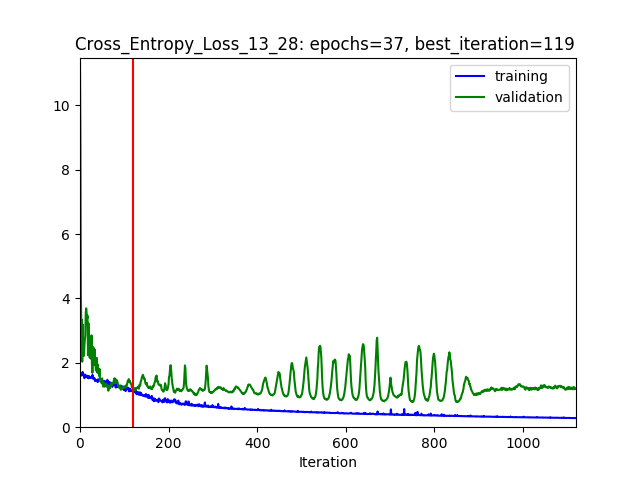 Cross_Entropy_Loss_13_28: epochs=37, best_iteration=119
training
validation
10
8
6
4
2
0
0 200 400 600 800 1000
Iteration